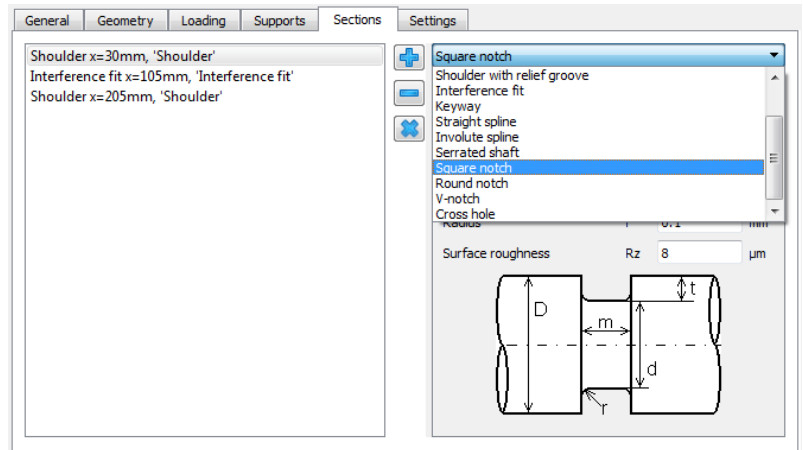 General Geometry Loading Supports Sections Settings
Shoulder x=30mm, 'Shoulder'
Interference fit x=105mm, 'Interference fit'
Shoulder x=205mm, 'Shoulder'
Square notch
Shoulder with relief groove
Interference fit
Keyway
Straight spline
Involute spline
Serrated shaft
Square notch
Round notch
V-notch
Cross hole
Radius r 0.1 mm
Surface roughness Rz 8 μm
D
t
m
d
r